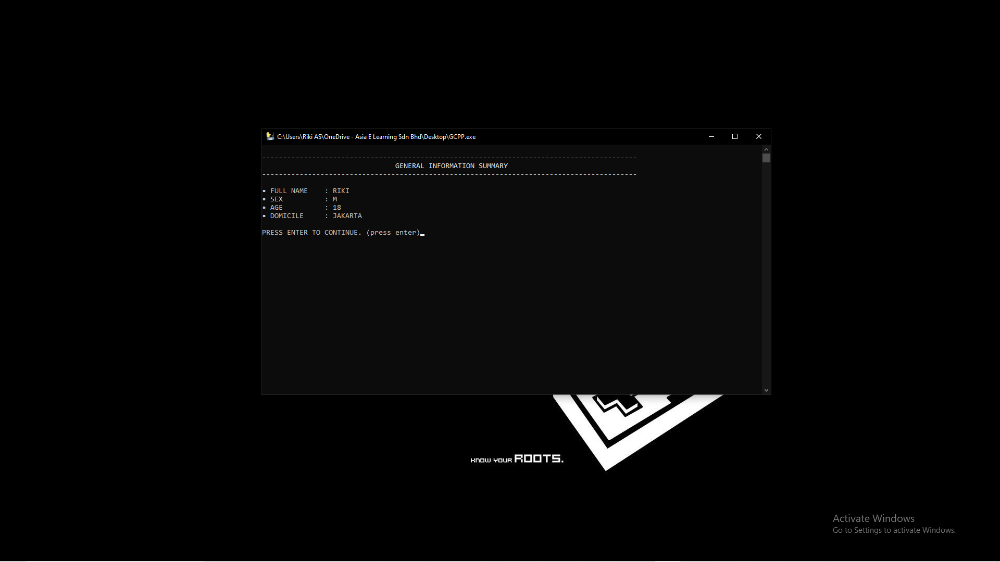 C:\Users\Riki AS\OneDrive - Asia E Learning Sdn Bhd\Desktop\GCPP.exe
------------------------------------------------------------------------------------------
GENERAL INFORMATION SUMMARY
------------------------------------------------------------------------------------------
▪ FULL NAME    : RIKI
▪ SEX          : M
▪ AGE          : 18
▪ DOMICILE     : JAKARTA
PRESS ENTER TO CONTINUE. (press enter)
KNOW YOUR ROOTS.
Activate Windows
Go to Settings to activate Windows.